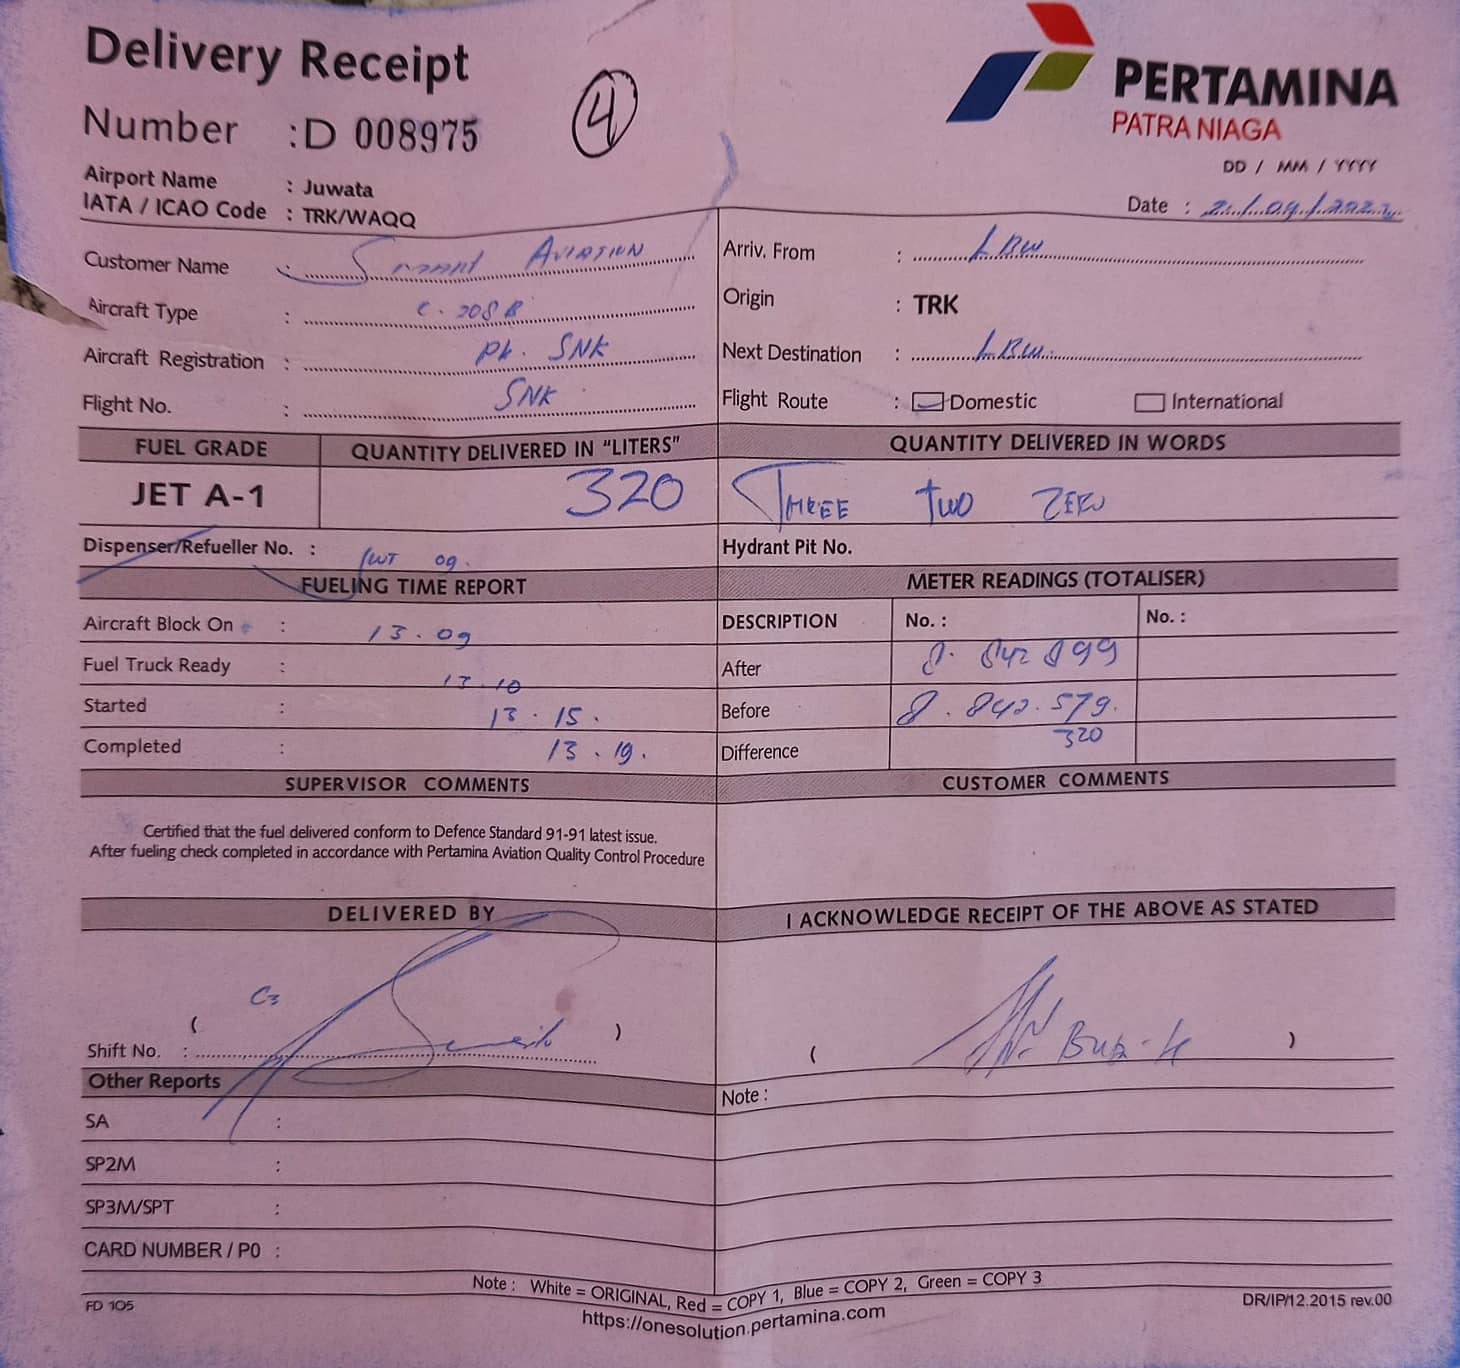 Delivery Receipt
Number : D 008975
4
PERTAMINA
PATRA NIAGA
DD / MM / YYYY
Airport Name : Juwata
IATA / ICAO Code : TRK/WAQQ
Date :
Customer Name : Smart AVIATION
Arriv. From : LBW
Aircraft Type : C. 208 B
Origin : TRK
Aircraft Registration : Pk. SNK
Next Destination : LBW.
Flight No. : SNK
Flight Route : Domestic International
FUEL GRADE QUANTITY DELIVERED IN "LITERS" QUANTITY DELIVERED IN WORDS
JET A-1 320 THREE TWO ZERO
Dispenser/Refueller No. : 09.
Hydrant Pit No.
FUELING TIME REPORT METER READINGS (TOTALISER)
Aircraft Block On : 13.09
DESCRIPTION No. : No. :
Fuel Truck Ready : 13.10
After 8. 842 899
Started : 13.15.
Before 8.842.579.
Completed : 13.19.
Difference 320
SUPERVISOR COMMENTS CUSTOMER COMMENTS
Certified that the fuel delivered conform to Defence Standard 91-91 latest issue.
After fueling check completed in accordance with Pertamina Aviation Quality Control Procedure
DELIVERED BY I ACKNOWLEDGE RECEIPT OF THE ABOVE AS STATED
( )
Shift No. :
( )
Other Reports
Note :
SA :
SP2M :
SP3M/SPT :
CARD NUMBER / P0 :
Note : White = ORIGINAL, Red = COPY 1, Blue = COPY 2, Green = COPY 3
FD 105
https://onesolution.pertamina.com
DR/IP/12.2015 rev.00